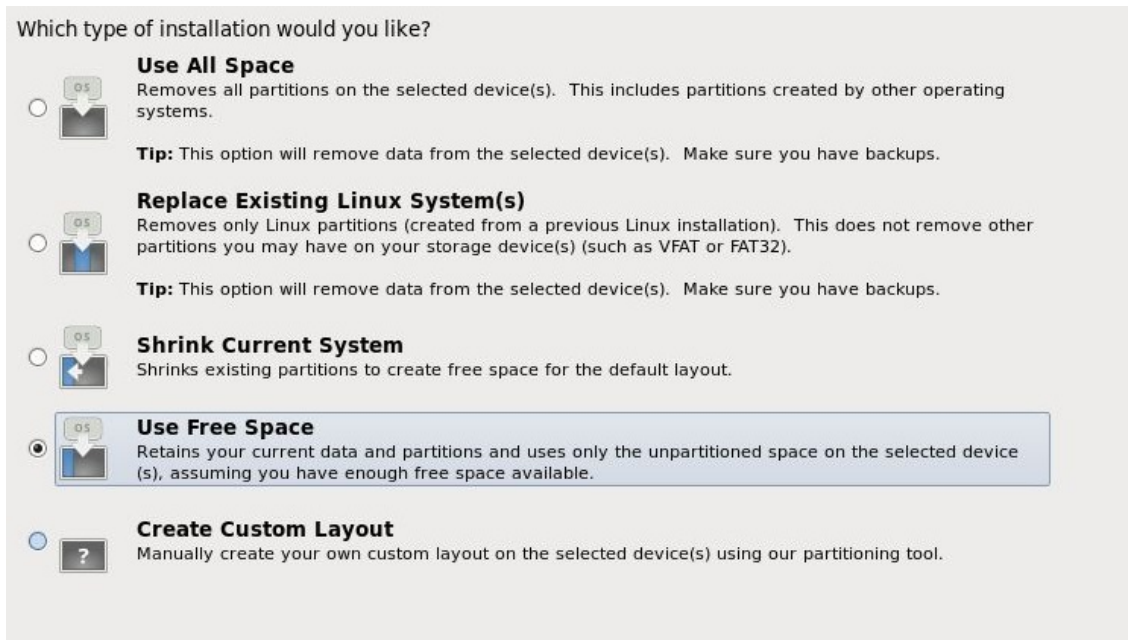 Which type of installation would you like?
OS
Use All Space
Removes all partitions on the selected device(s). This includes partitions created by other operating
systems.
Tip: This option will remove data from the selected device(s). Make sure you have backups.
OS
Replace Existing Linux System(s)
Removes only Linux partitions (created from a previous Linux installation). This does not remove other
partitions you may have on your storage device(s) (such as VFAT or FAT32).
Tip: This option will remove data from the selected device(s). Make sure you have backups.
OS
Shrink Current System
Shrinks existing partitions to create free space for the default layout.
OS
Use Free Space
Retains your current data and partitions and uses only the unpartitioned space on the selected device
(s), assuming you have enough free space available.
?
Create Custom Layout
Manually create your own custom layout on the selected device(s) using our partitioning tool.